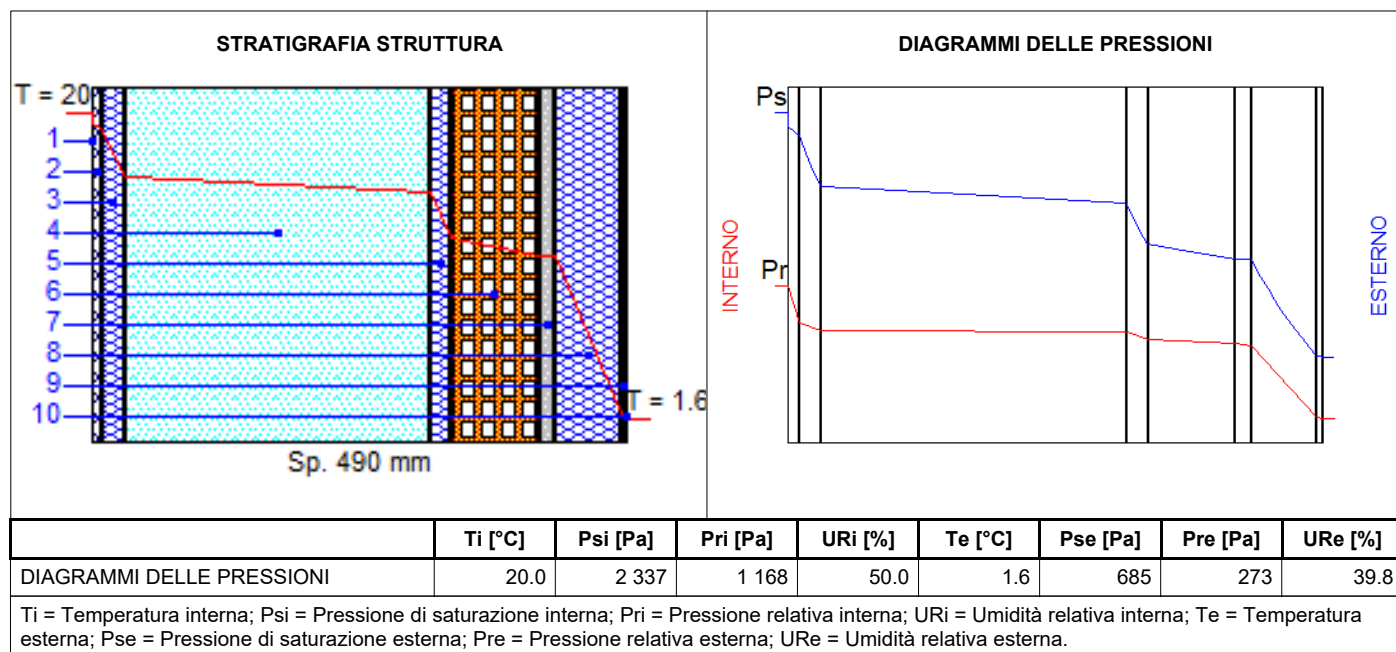 STRATIGRAFIA STRUTTURA
T = 20
1
2
3
4
5
6
7
8
9
10
T = 1.6
Sp. 490 mm
DIAGRAMMI DELLE PRESSIONI
Ps
Pr
INTERNO
ESTERNO
Ti [°C] Psi [Pa] Pri [Pa] URi [%] Te [°C] Pse [Pa] Pre [Pa] URe [%]
DIAGRAMMI DELLE PRESSIONI 20.0 2 337 1 168 50.0 1.6 685 273 39.8
Ti = Temperatura interna; Psi = Pressione di saturazione interna; Pri = Pressione relativa interna; URi = Umidità relativa interna; Te = Temperatura
esterna; Pse = Pressione di saturazione esterna; Pre = Pressione relativa esterna; URe = Umidità relativa esterna.